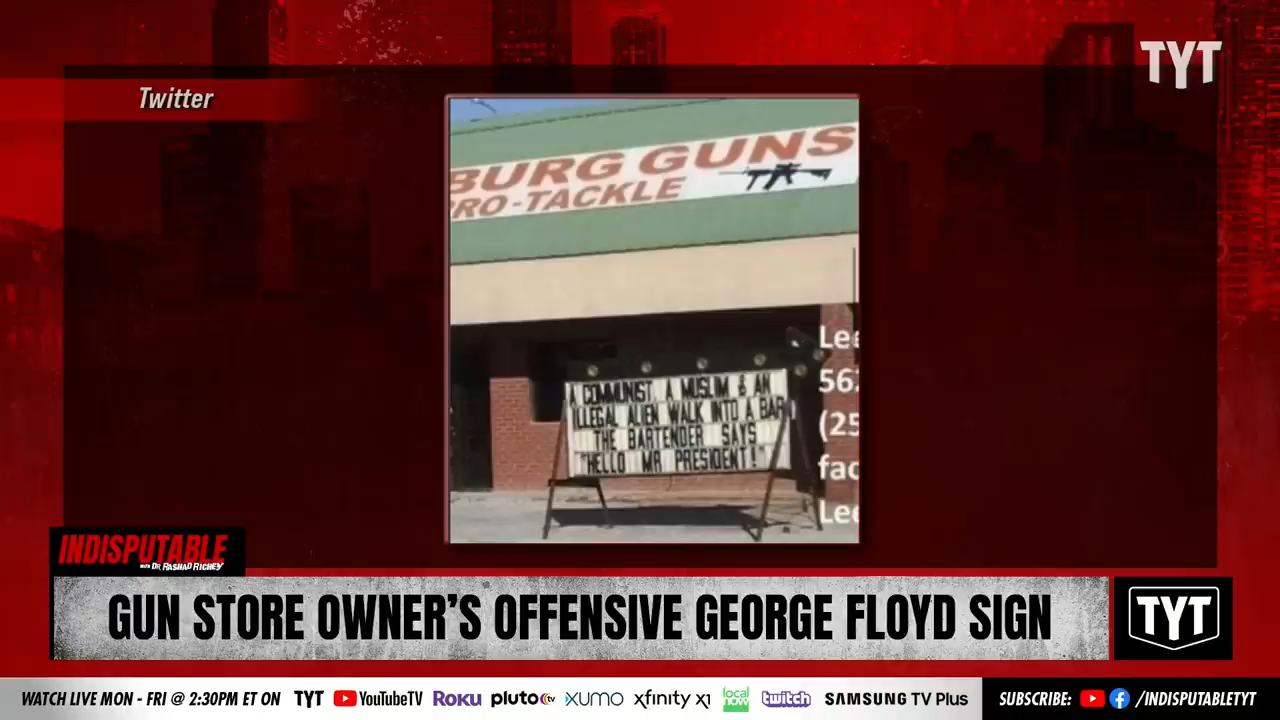 TYT
Twitter
BURG GUNS
PRO-TACKLE
Lee
562
(25
fac
Lee
A COMMUNIST, A MUSLIM & AN
ILLEGAL ALIEN WALK INTO A BAR
THE BARTENDER SAYS
"HELLO MR PRESIDENT!"
INDISPUTABLE
WITH DR. RASHAD RICHEY
GUN STORE OWNER'S OFFENSIVE GEORGE FLOYD SIGN
TYT
WATCH LIVE MON - FRI @ 2:30PM ET ON TYT YouTubeTV Roku pluto tv xumo xfinity x1 local now twitch SAMSUNG TV Plus SUBSCRIBE: /INDISPUTABLETYT